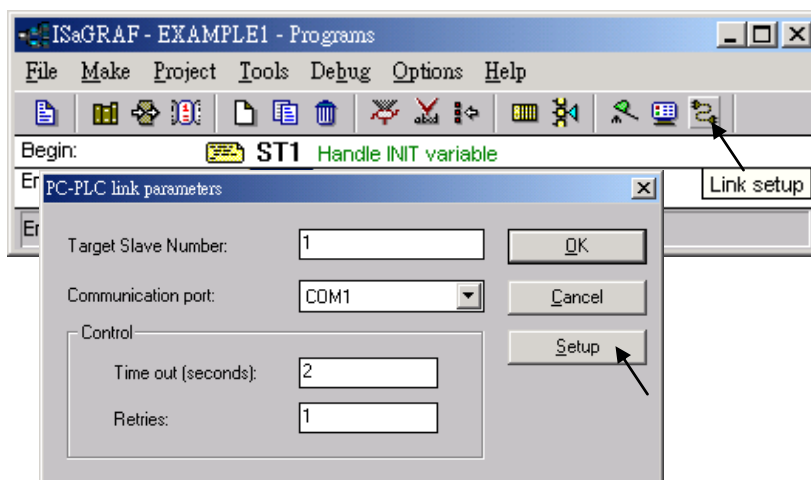 ISaGRAF - EXAMPLE1 - Programs
File Make Project Tools Debug Options Help
Begin: ST1 Handle INIT variable
Link setup
PC-PLC link parameters
Target Slave Number: 1
OK
Communication port: COM1
Cancel
Control
Setup
Time out (seconds): 2
Retries: 1